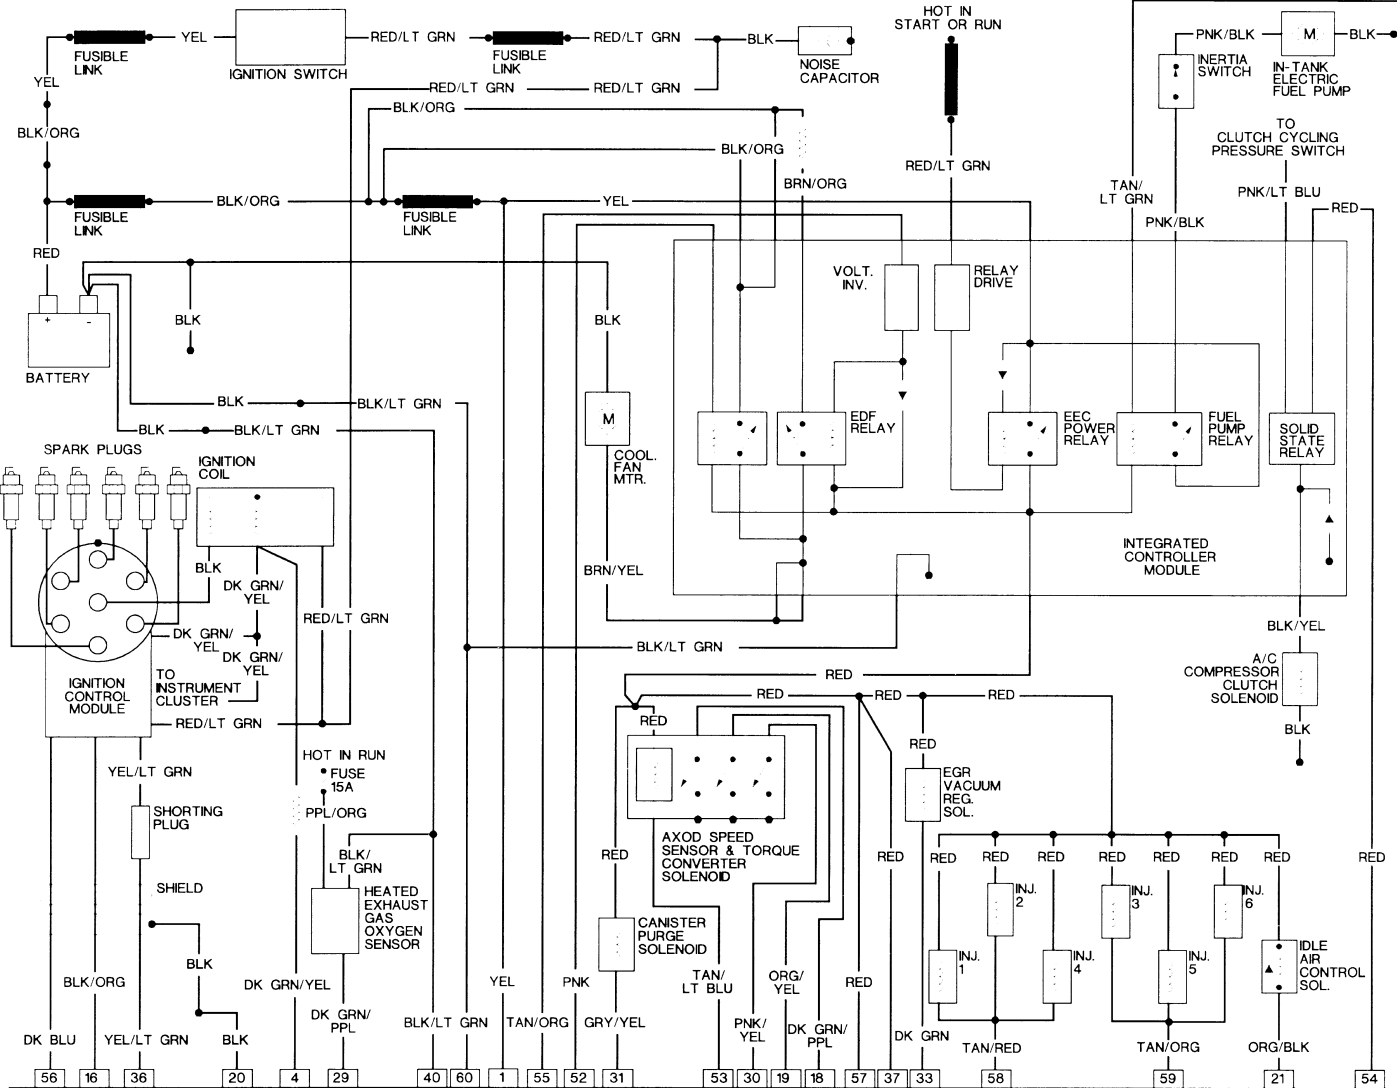 YEL
IGNITION SWITCH
FUSIBLE
LINK
RED/LT GRN
FUSIBLE
LINK
RED/LT GRN
BLK
NOISE
CAPACITOR
HOT IN
START OR RUN
PNK/BLK
M
BLK
INERTIA
SWITCH
IN-TANK
ELECTRIC
FUEL PUMP
YEL
RED/LT GRN
RED/LT GRN
BLK/ORG
BLK/ORG
BLK/ORG
BRN/ORG
RED/LT GRN
TO
CLUTCH CYCLING
PRESSURE SWITCH
TAN/
LT GRN
PNK/LT BLU
PNK/BLK
RED
BLK/ORG
FUSIBLE
LINK
FUSIBLE
LINK
YEL
RED
VOLT.
INV.
RELAY
DRIVE
+
-
BATTERY
BLK
BLK
BLK
BLK/LT GRN
BLK
BLK/LT GRN
M
COOL.
FAN
MTR.
EDF
RELAY
EEC
POWER
RELAY
FUEL
PUMP
RELAY
SOLID
STATE
RELAY
SPARK PLUGS
IGNITION
COIL
BLK
DK GRN/
YEL
BRN/YEL
INTEGRATED
CONTROLLER
MODULE
RED/LT GRN
DK GRN/
YEL
DK GRN/
YEL
BLK/LT GRN
BLK/YEL
IGNITION
CONTROL
MODULE
TO
INSTRUMENT
CLUSTER
RED/LT GRN
RED
RED
RED
RED
RED
A/C
COMPRESSOR
CLUTCH
SOLENOID
BLK
YEL/LT GRN
HOT IN RUN
FUSE
15A
PPL/ORG
RED
EGR
VACUUM
REG.
SOL.
SHORTING
PLUG
AXOD SPEED
SENSOR & TORQUE
CONVERTER
SOLENOID
BLK/
LT GRN
RED
RED
RED
RED
RED
RED
RED
RED
RED
RED
SHIELD
HEATED
EXHAUST
GAS
OXYGEN
SENSOR
INJ.
2
INJ.
3
INJ.
6
CANISTER
PURGE
SOLENOID
INJ.
1
INJ.
4
INJ.
5
IDLE
AIR
CONTROL
SOL.
BLK
BLK/ORG
DK GRN/YEL
YEL
PNK
TAN/
LT BLU
ORG/
YEL
RED
DK GRN/
PPL
BLK/LT GRN
TAN/ORG
GRY/YEL
PNK/
YEL
DK GRN/
PPL
DK GRN
DK BLU
YEL/LT GRN
BLK
TAN/RED
TAN/ORG
ORG/BLK
56
16
36
20
4
29
40
60
1
55
52
31
53
30
19
18
57
37
33
58
59
21
54